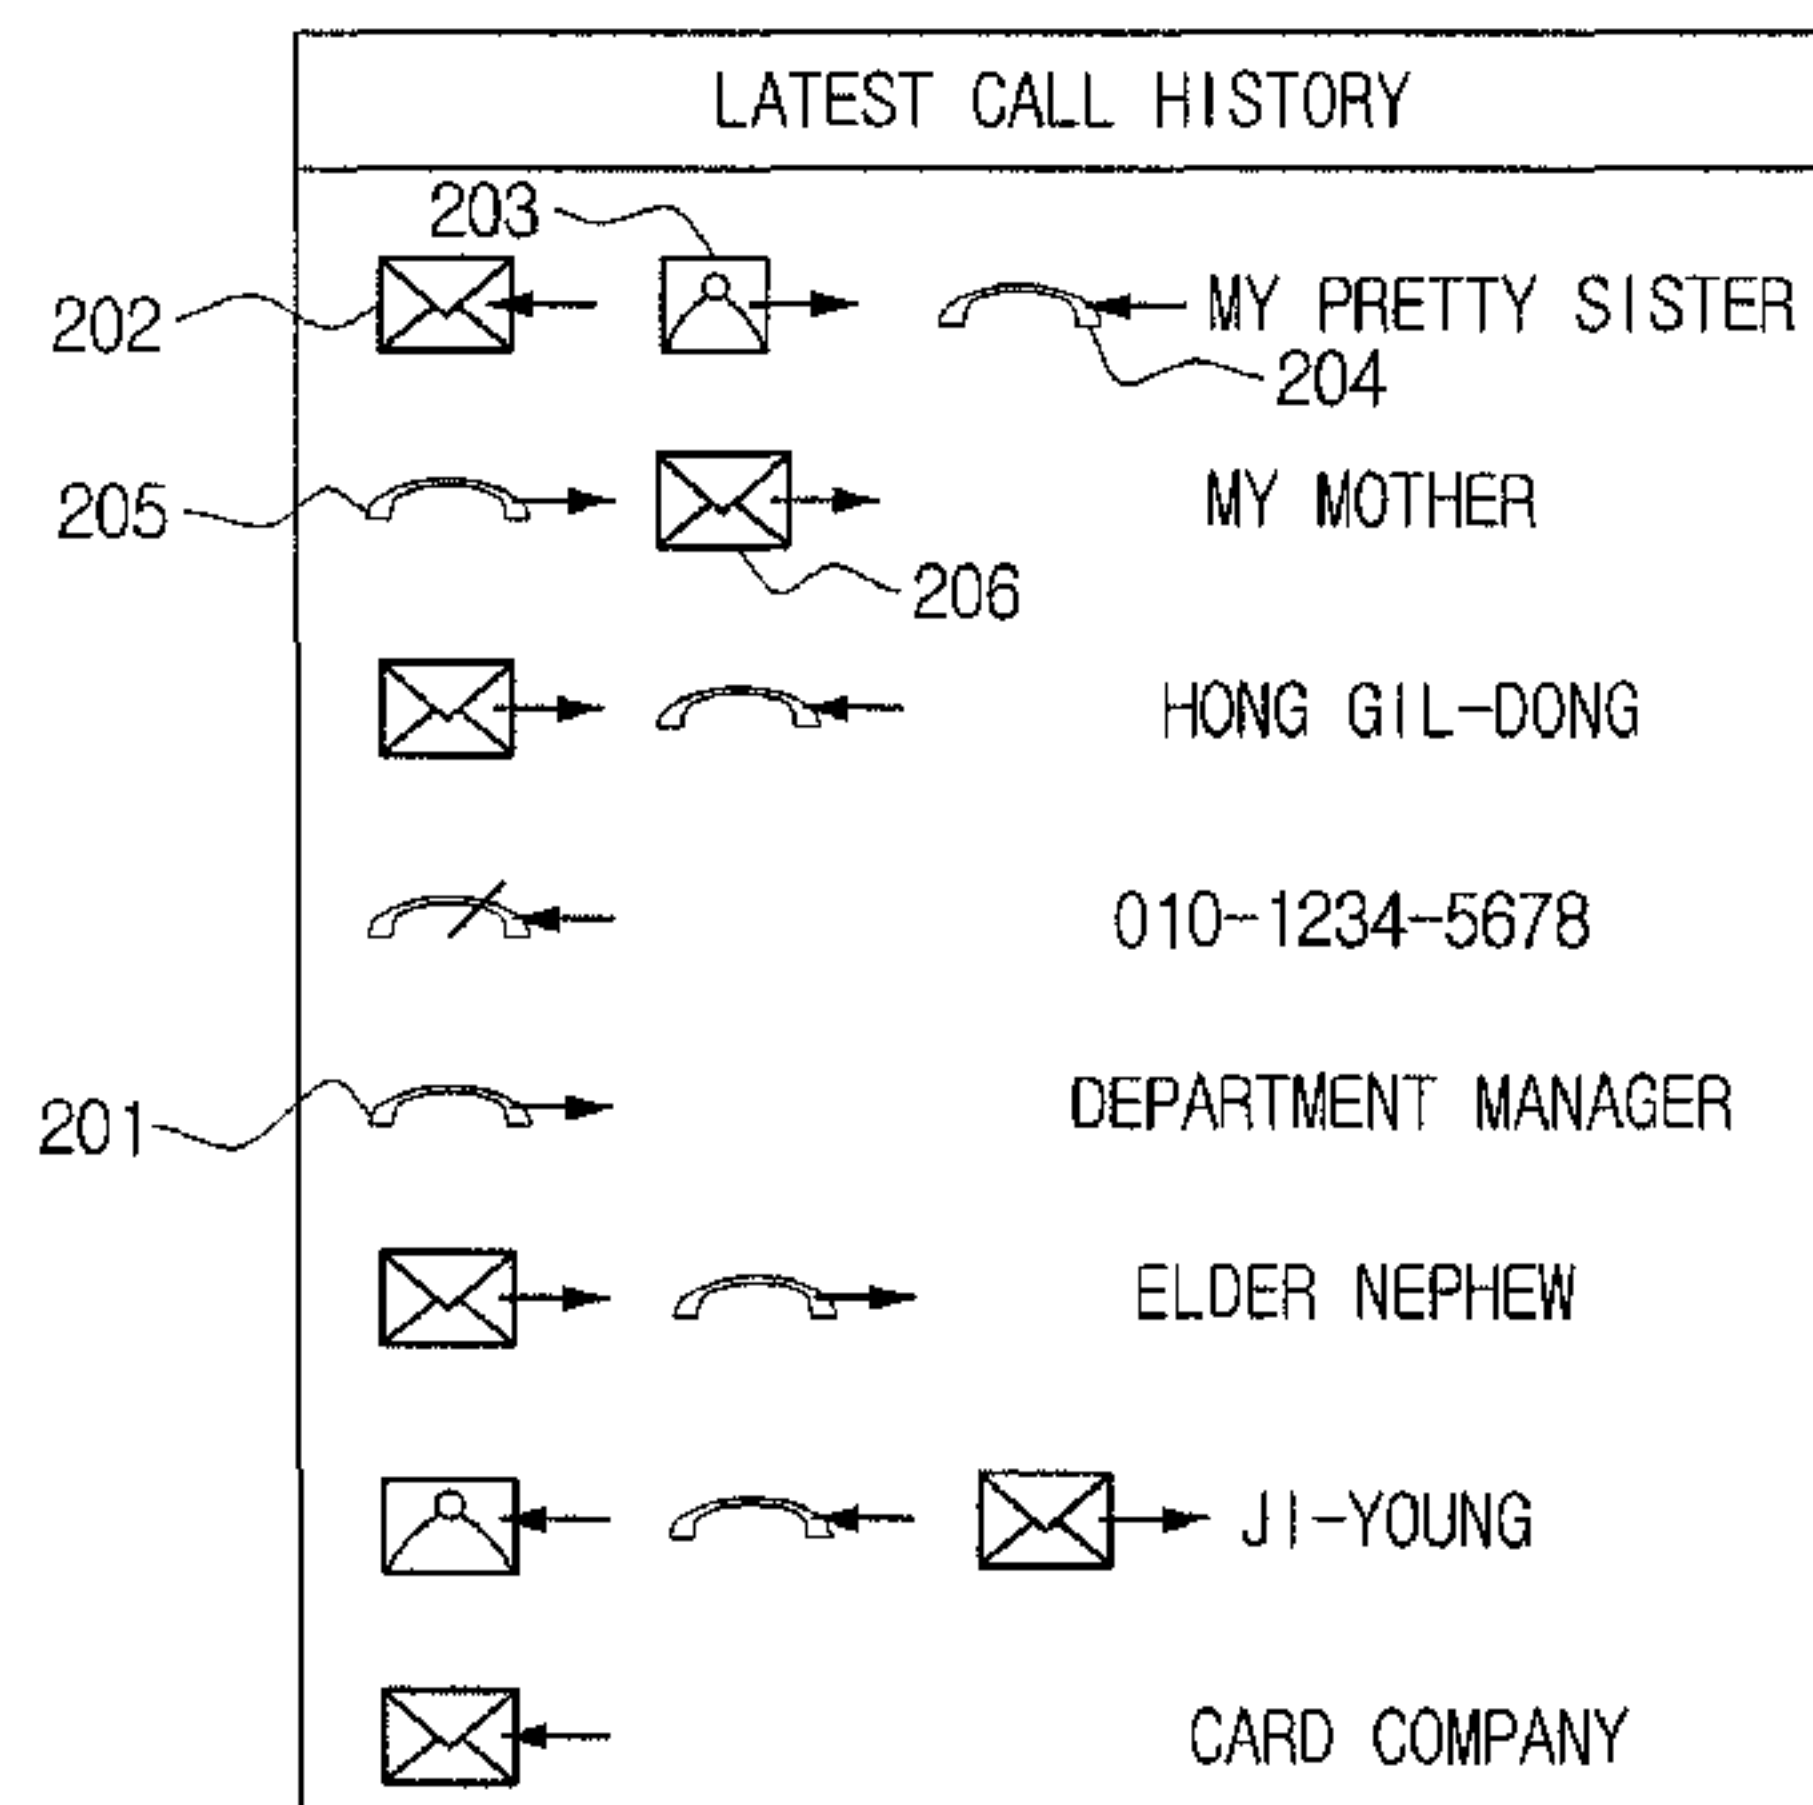 LATEST CALL HISTORY
203
202 MY PRETTY SISTER
204
205 MY MOTHER
206
HONG GIL-DONG
010-1234-5678
201 DEPARTMENT MANAGER
ELDER NEPHEW
JI-YOUNG
CARD COMPANY